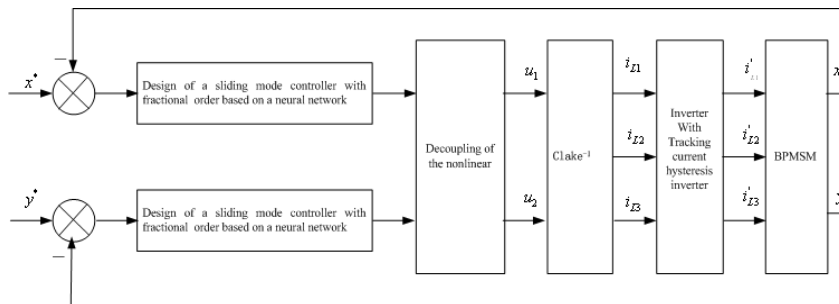 x*
Design of a sliding mode controller with
fractional order based on a neural network
y*
Design of a sliding mode controller with
fractional order based on a neural network
Decoupling of
the nonlinear
u₁
u₂
Clake⁻¹
i_L1
i_L2
i_L3
Inverter
With
Tracking
current
hysteresis
inverter
i'_L1
i'_L2
i'_L3
BPMSM
x
y